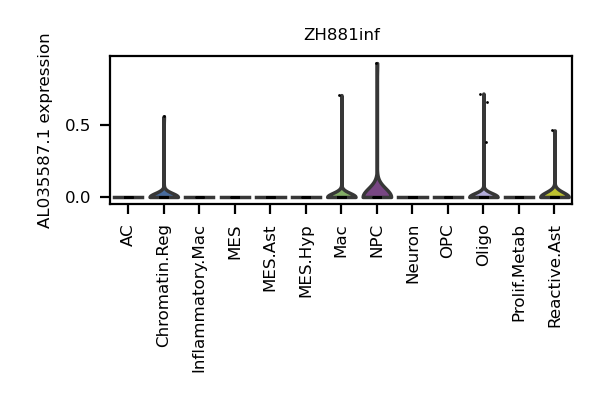 ZH881inf
AL035587.1 expression
0.5
0.0
AC
Chromatin.Reg
Inflammatory.Mac
MES
MES.Ast
MES.Hyp
Mac
NPC
Neuron
OPC
Oligo
Prolif.Metab
Reactive.Ast